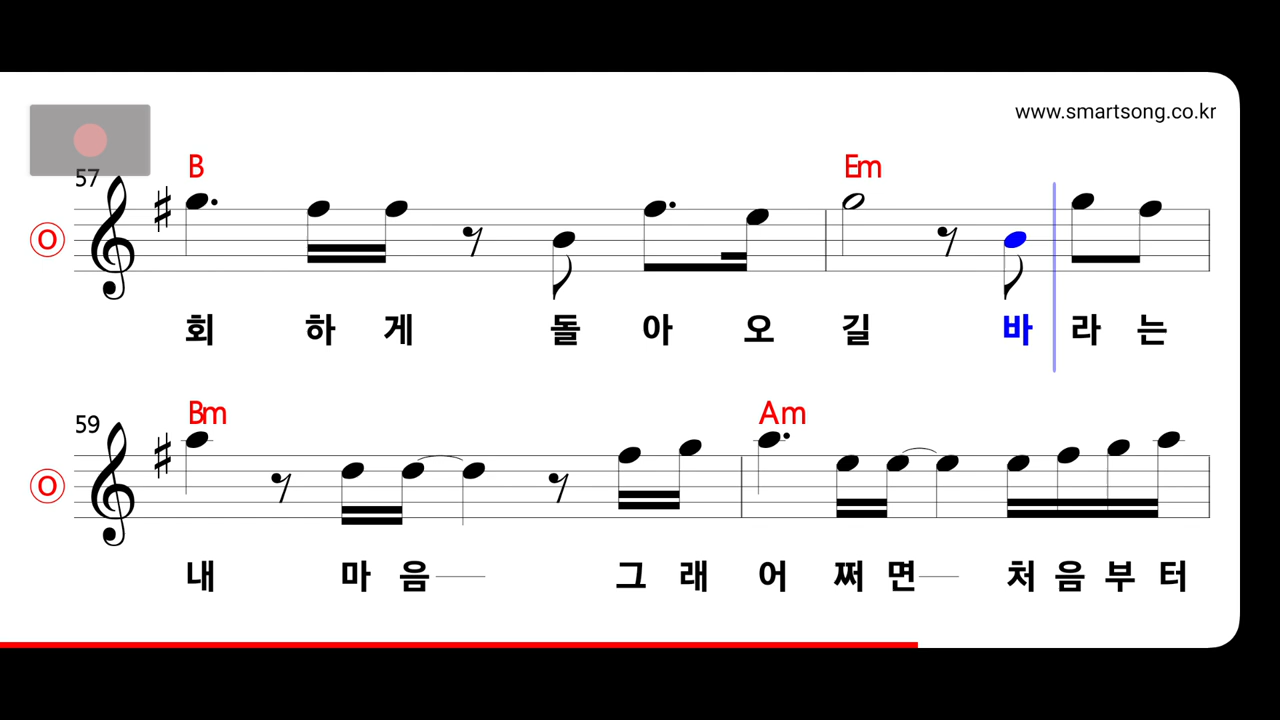 www.smartsong.co.kr
57
B Em
O
회 하 게 돌 아 오 길 바 라 는
59
Bm Am
O
내 마 음 그 래 어 쩌 면 처 음 부 터